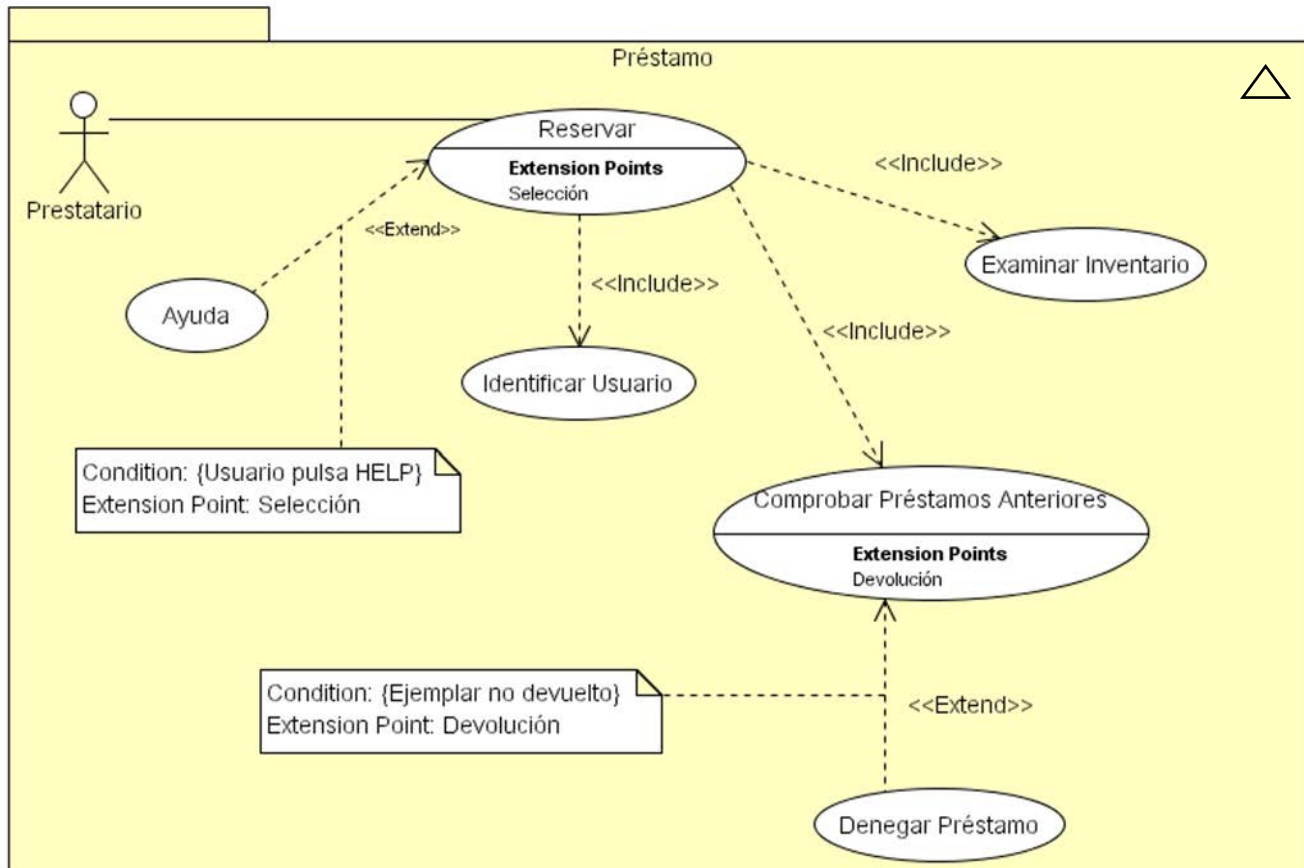 Préstamo
Prestatario
Reservar
Extension Points
Selección
<<Include>>
<<Extend>>
Examinar Inventario
<<Include>>
Ayuda
<<Include>>
Identificar Usuario
Condition: {Usuario pulsa HELP}
Extension Point: Selección
Comprobar Préstamos Anteriores
Extension Points
Devolución
Condition: {Ejemplar no devuelto}
Extension Point: Devolución
<<Extend>>
Denegar Préstamo